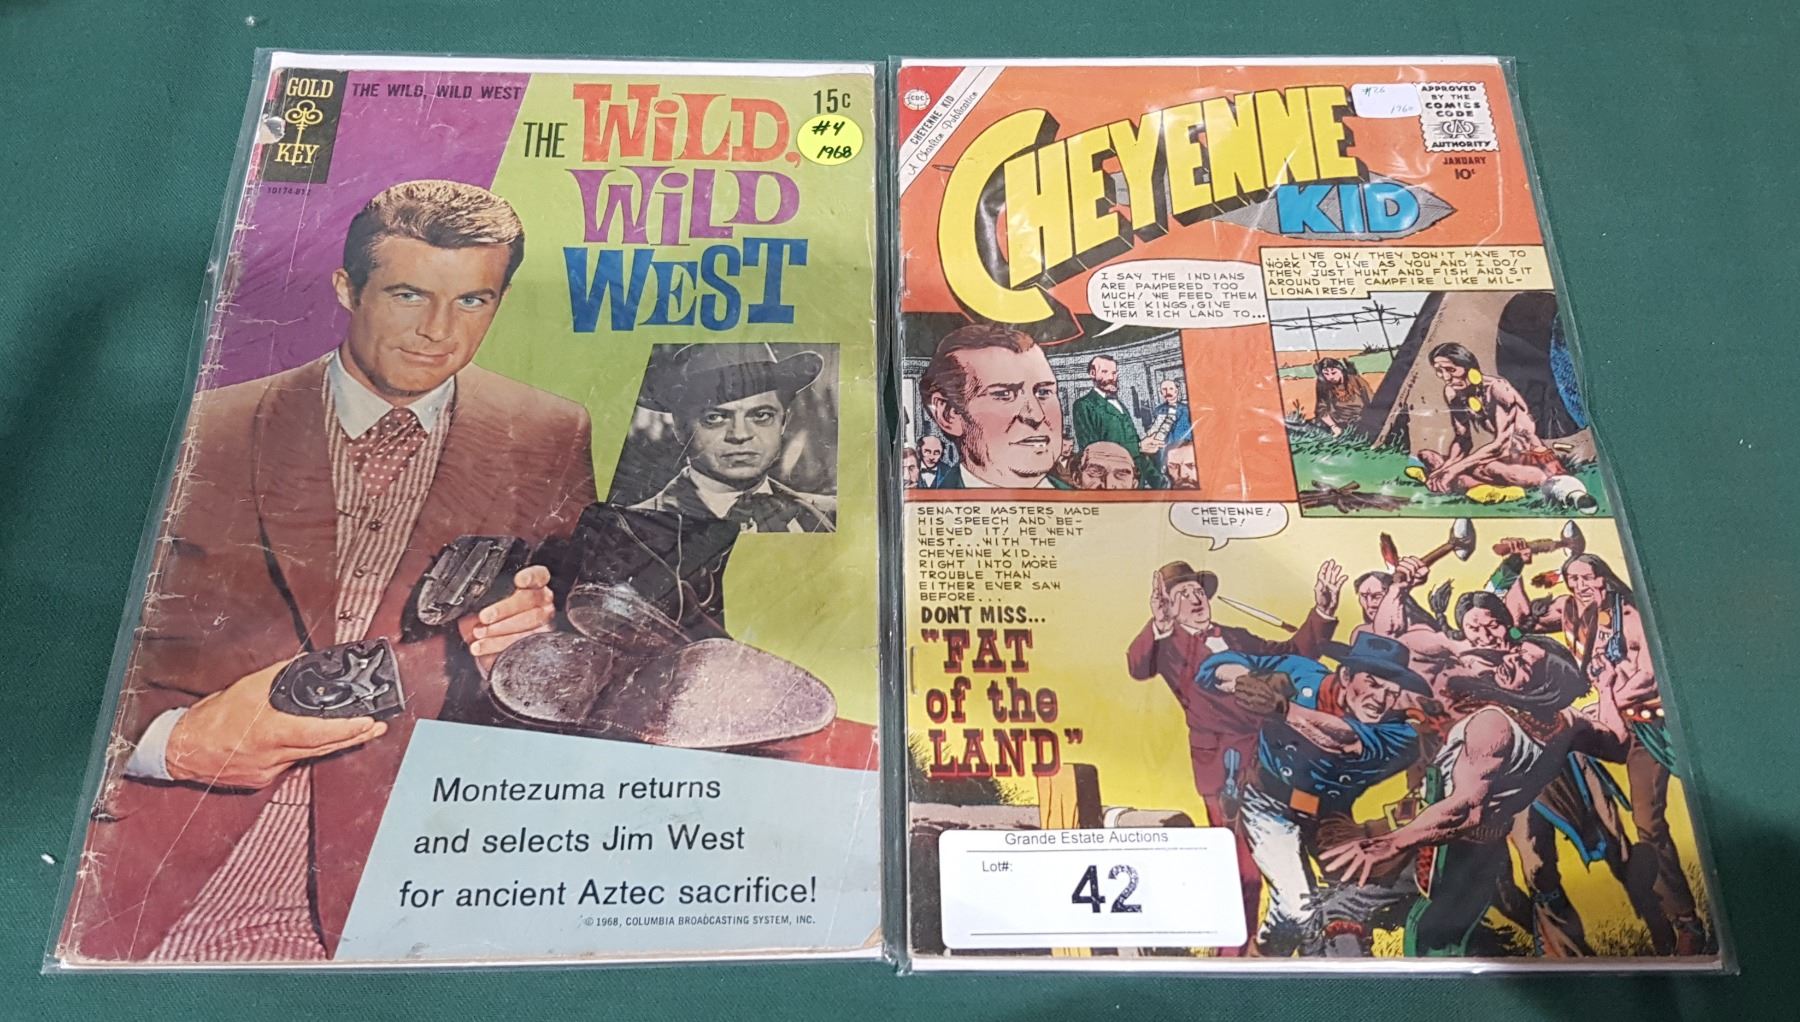 GOLD
KEY
THE WILD, WILD WEST
10174-812
THE WILD,
WILD
WEST
15c
#4
1968
Montezuma returns
and selects Jim West
for ancient Aztec sacrifice!
© 1968, COLUMBIA BROADCASTING SYSTEM, INC.
CDC
CHEYENNE KID
A Charlton Publication
CHEYENNE
KID
#26
1960
APPROVED
BY THE
COMICS
CODE
AUTHORITY
JANUARY
10¢
I SAY THE INDIANS
ARE PAMPERED TOO
MUCH! WE FEED THEM
LIKE KINGS, GIVE
THEM RICH LAND TO...
...LIVE ON! THEY DON'T HAVE TO
WORK TO LIVE AS YOU AND I DO!
THEY JUST HUNT AND FISH AND SIT
AROUND THE CAMPFIRE LIKE MIL-
LIONAIRES!
SENATOR MASTERS MADE
HIS SPEECH AND BE-
LIEVED IT! HE WENT
WEST...WITH THE
CHEYENNE KID...
RIGHT INTO MORE
TROUBLE THAN
EITHER EVER SAW
BEFORE...
DON'T MISS...
"FAT
of the
LAND"
CHEYENNE!
HELP!
Grande Estate Auctions
Lot#:
42